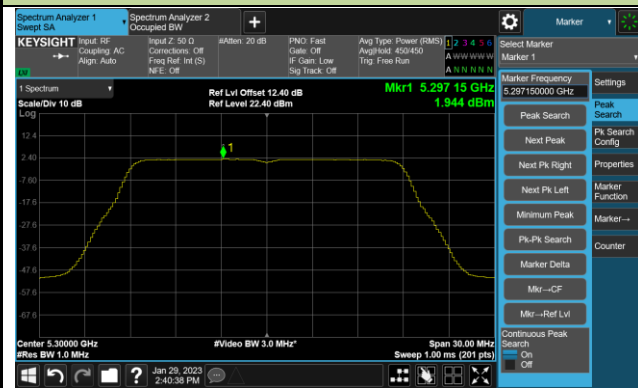 Spectrum Analyzer 1
Swept SA
Spectrum Analyzer 2
Occupied BW
+
Marker
KEYSIGHT
Input: RF
Coupling: AC
Align: Auto
Input Z: 50 Ω
Corrections: Off
Freq Ref: Int (S)
NFE: Off
#Atten: 20 dB
PNO: Fast
Gate: Off
IF Gain: Low
Sig Track: Off
Avg Type: Power (RMS)
Avg|Hold: 450/450
Trig: Free Run
1 2 3 4 5 6
A W W W W W
A N N N N N
LVI
Select Marker
Marker 1
1 Spectrum
Scale/Div 10 dB
Log
Ref Lvl Offset 12.40 dB
Ref Level 22.40 dBm
Mkr1 5.297 15 GHz
1.944 dBm
Marker Frequency
5.297150000 GHz
Settings
Peak Search
Peak Search
Next Peak
Pk Search Config
Next Pk Right
Properties
Next Pk Left
Marker Function
Minimum Peak
Marker→
Pk-Pk Search
Counter
Marker Delta
Mkr→CF
Mkr→Ref Lvl
Continuous Peak Search
On
Off
12.4
2.40
-7.60
-17.6
-27.6
-37.6
-47.6
-57.6
-67.6
1
Center 5.30000 GHz
#Res BW 1.0 MHz
#Video BW 3.0 MHz*
Span 30.00 MHz
Sweep 1.00 ms (201 pts)
?
Jan 29, 2023
2:40:38 PM